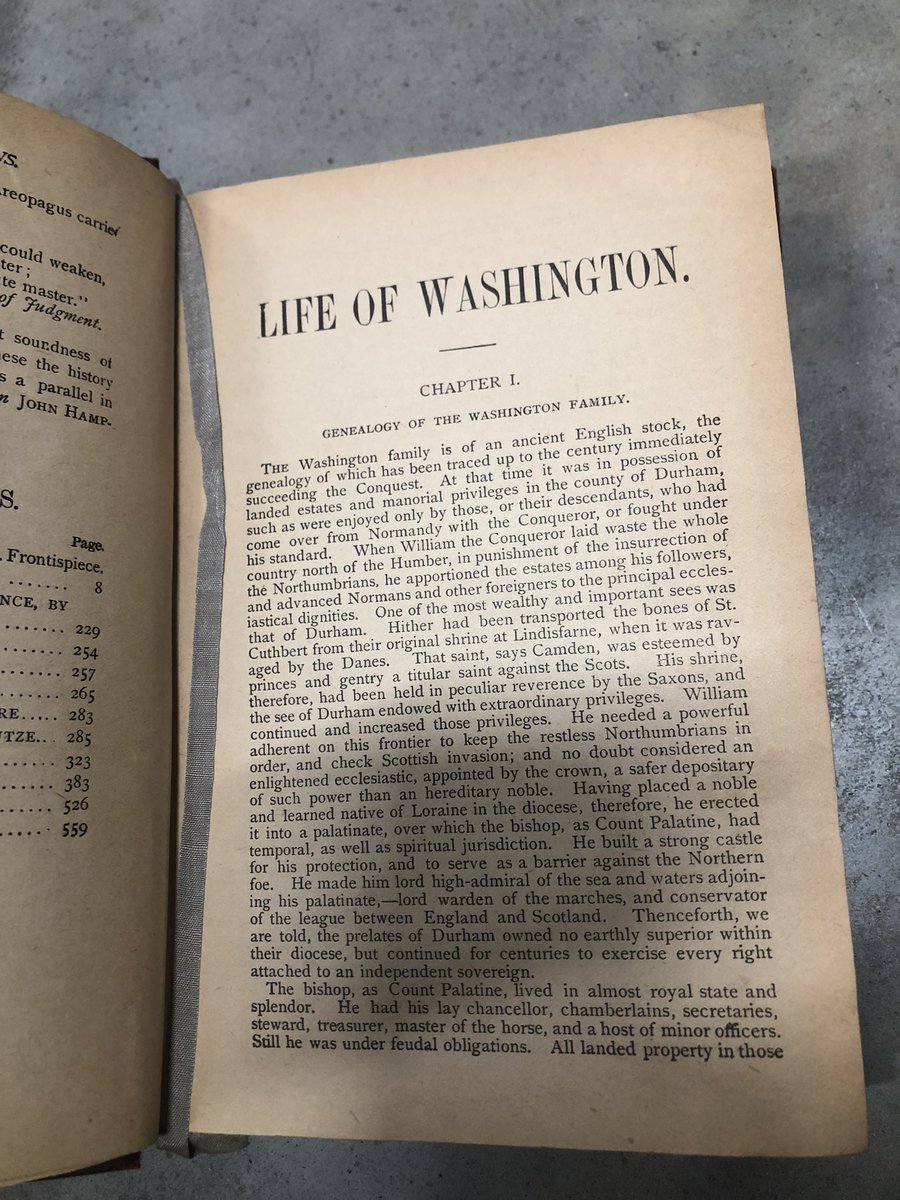 ws.
reopagus carrie
could weaken,
ter;
te master."
of Judgment.
t soundness of
ese the history
s a parallel in
n JOHN HAMP-
S.
Page.
. Frontispiece,
....... 8
NCE, BY
....... 229
....... 254
....... 257
....... 265
RE..... 283
UTZE... 285
....... 323
....... 383
....... 526
....... 559
LIFE OF WASHINGTON.
CHAPTER I.
GENEALOGY OF THE WASHINGTON FAMILY.
THE Washington family is of an ancient English stock, the
genealogy of which has been traced up to the century immediately
succeeding the Conquest. At that time it was in possession of
landed estates and manorial privileges in the county of Durham,
such as were enjoyed only by those, or their descendants, who had
come over from Normandy with the Conqueror, or fought under
his standard. When William the Conqueror laid waste the whole
country north of the Humber, in punishment of the insurrection of
the Northumbrians, he apportioned the estates among his followers,
and advanced Normans and other foreigners to the principal eccles-
iastical dignities. One of the most wealthy and important sees was
that of Durham. Hither had been transported the bones of St.
Cuthbert from their original shrine at Lindisfarne, when it was rav-
aged by the Danes. That saint, says Camden, was esteemed by
princes and gentry a titular saint against the Scots. His shrine,
therefore, had been held in peculiar reverence by the Saxons, and
the see of Durham endowed with extraordinary privileges. William
continued and increased those privileges. He needed a powerful
adherent on this frontier to keep the restless Northumbrians in
order, and check Scottish invasion; and no doubt considered an
enlightened ecclesiastic, appointed by the crown, a safer depositary
of such power than an hereditary noble. Having placed a noble
and learned native of Loraine in the diocese, therefore, he erected
it into a palatinate, over which the bishop, as Count Palatine, had
temporal, as well as spiritual jurisdiction. He built a strong castle
for his protection, and to serve as a barrier against the Northern
foe. He made him lord high-admiral of the sea and waters adjoin-
ing his palatinate,—lord warden of the marches, and conservator
of the league between England and Scotland. Thenceforth, we
are told, the prelates of Durham owned no earthly superior within
their diocese, but continued for centuries to exercise every right
attached to an independent sovereign.
The bishop, as Count Palatine, lived in almost royal state and
splendor. He had his lay chancellor, chamberlains, secretaries,
steward, treasurer, master of the horse, and a host of minor officers.
Still he was under feudal obligations. All landed property in those